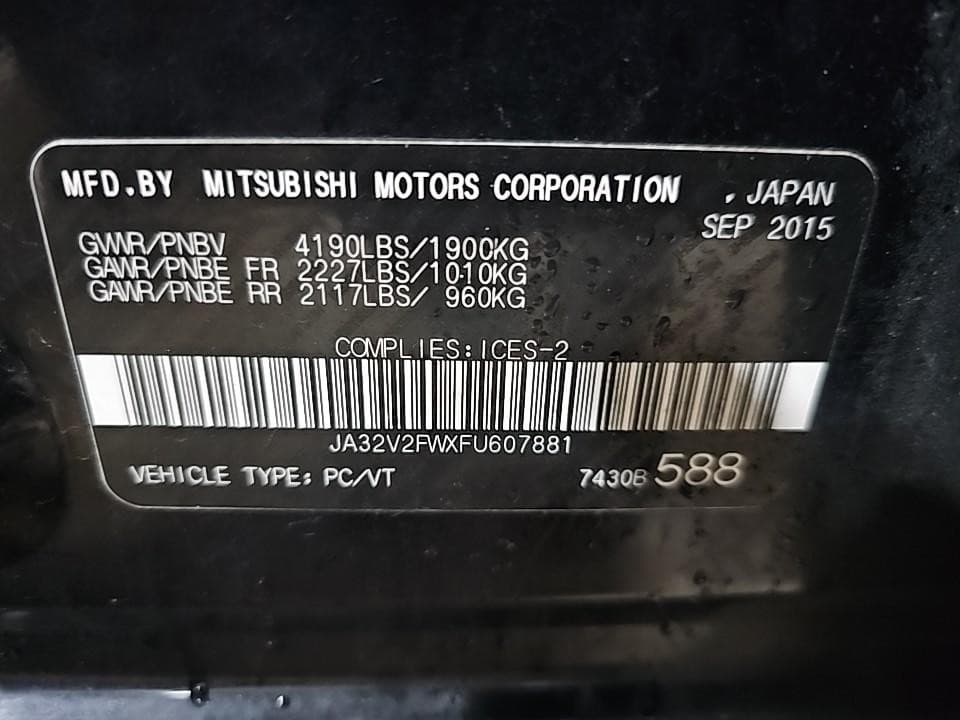 MFD.BY MITSUBISHI MOTORS CORPORATION , JAPAN
SEP 2015
GVWR/PNBV 4190LBS/1900KG
GAWR/PNBE FR 2227LBS/1010KG
GAWR/PNBE RR 2117LBS/ 960KG
COMPLIES:ICES-2
JA32V2FWXFU607881
VEHICLE TYPE: PC/VT 7430B 588